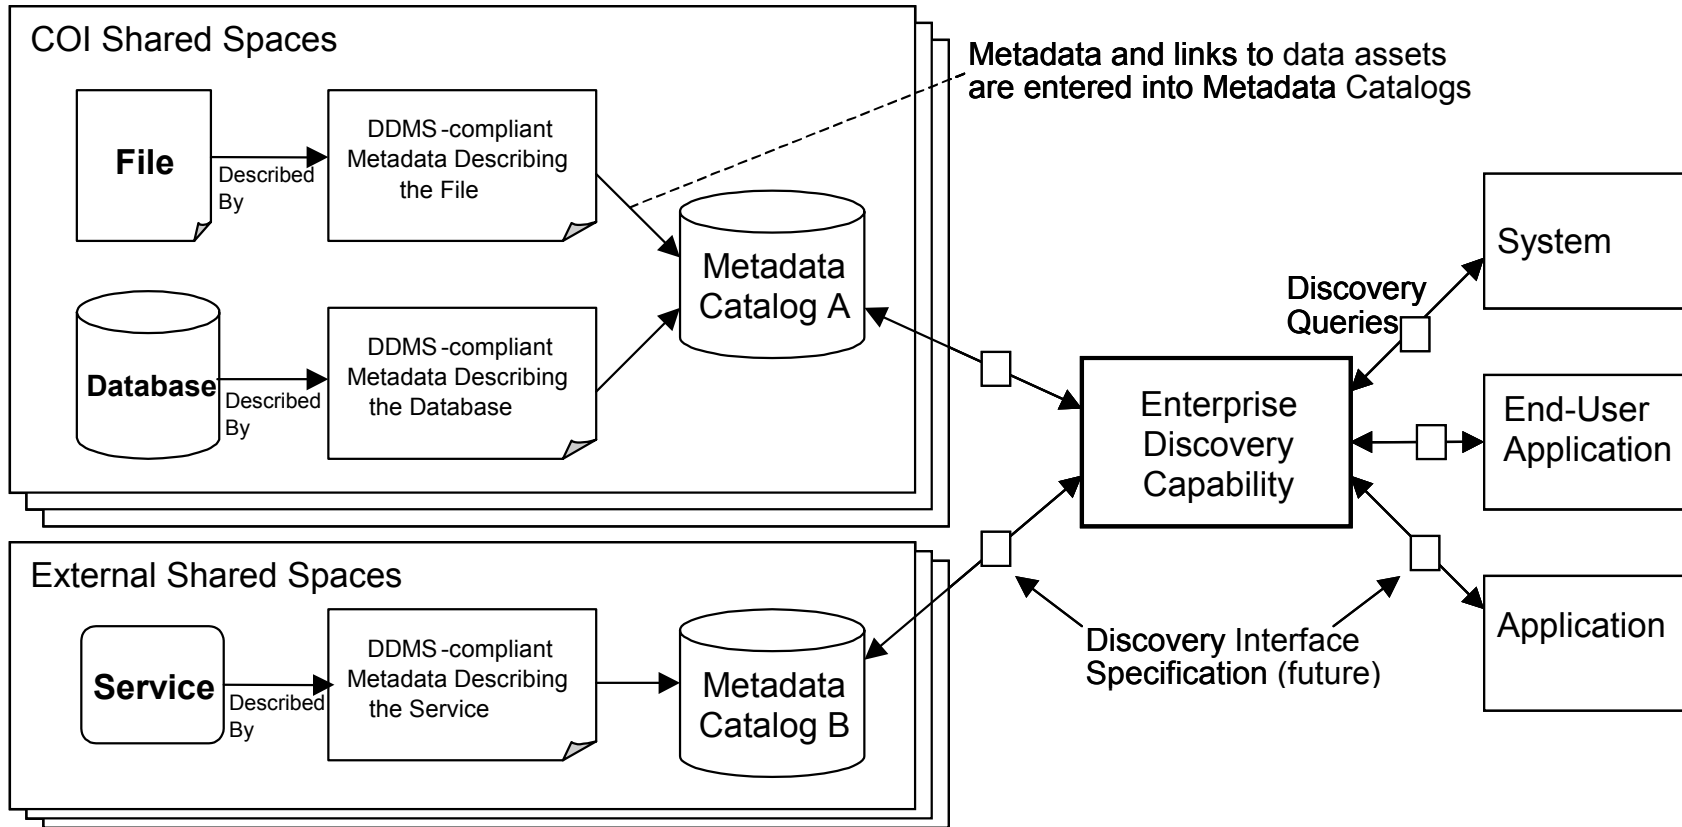 COI Shared Spaces
Metadata and links to data assets
are entered into Metadata Catalogs
File
Described
By
DDMS-compliant
Metadata Describing
the File
Metadata
Catalog A
Database
Described
By
DDMS-compliant
Metadata Describing
the Database
System
Discovery
Queries
Enterprise
Discovery
Capability
End-User
Application
External Shared Spaces
Service
Described
By
DDMS-compliant
Metadata Describing
the Service
Metadata
Catalog B
Discovery Interface
Specification (future)
Application